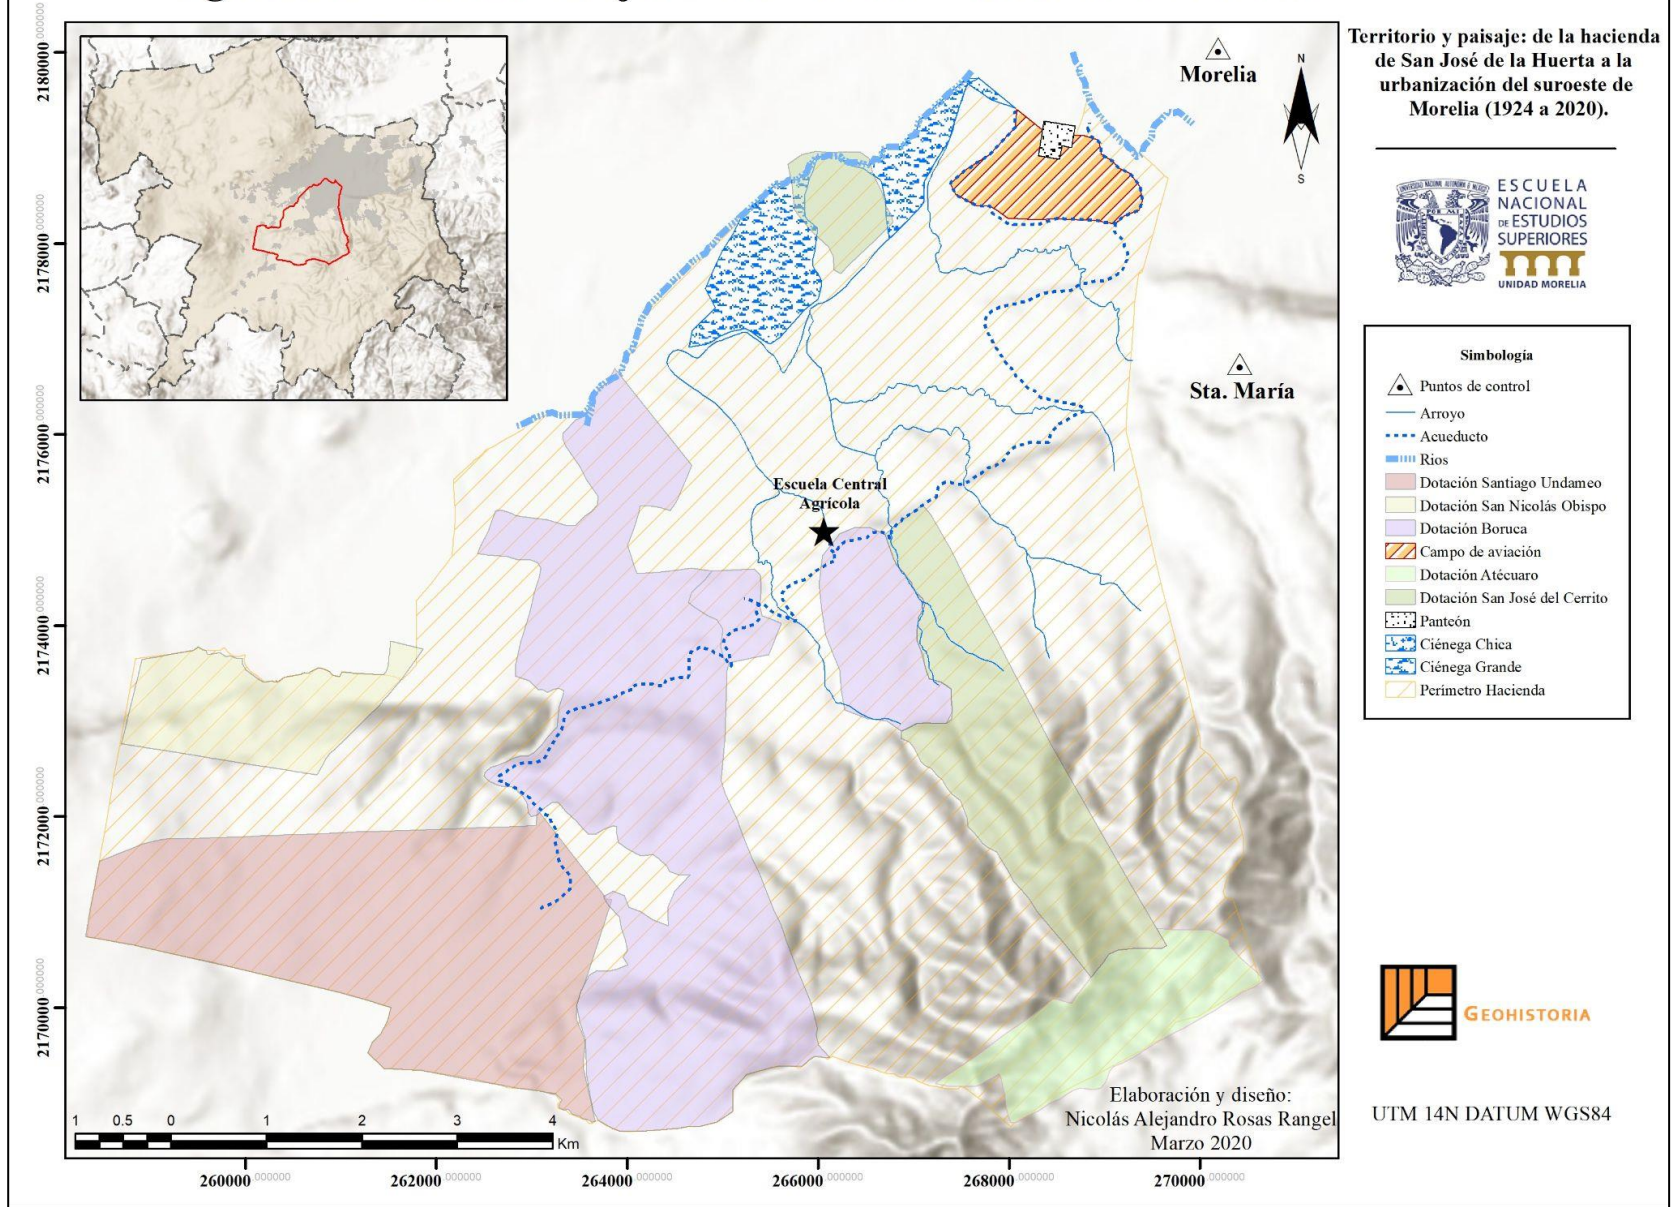 Territorio y paisaje: de la hacienda
de San José de la Huerta a la
urbanización del suroeste de
Morelia (1924 a 2020).
ESCUELA
NACIONAL
DE ESTUDIOS
SUPERIORES
UNIDAD MORELIA
Simbología
Puntos de control
Arroyo
Acueducto
Rios
Dotación Santiago Undameo
Dotación San Nicolás Obispo
Dotación Boruca
Campo de aviación
Dotación Atécuaro
Dotación San José del Cerrito
Panteón
Ciénega Chica
Ciénega Grande
Perímetro Hacienda
GEOHISTORIA
UTM 14N DATUM WGS84
Morelia
N
S
Sta. María
Escuela Central
Agrícola
Elaboración y diseño:
Nicolás Alejandro Rosas Rangel
Marzo 2020
1 0.5 0 1 2 3 4
Km
2180000.000000
2178000.000000
2176000.000000
2174000.000000
2172000.000000
2170000.000000
260000.000000 262000.000000 264000.000000 266000.000000 268000.000000 270000.000000